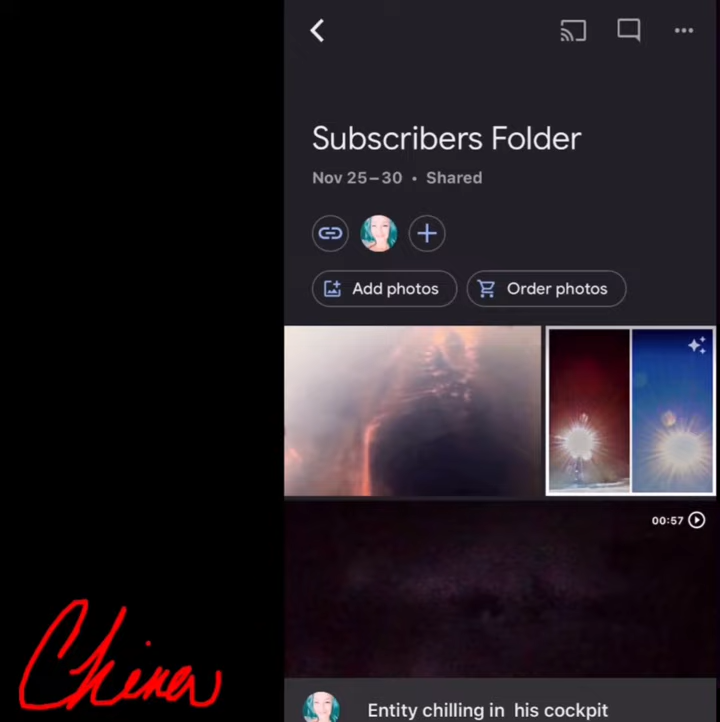 Subscribers Folder
Nov 25–30 • Shared
Add photos
Order photos
00:57
Entity chilling in his cockpit